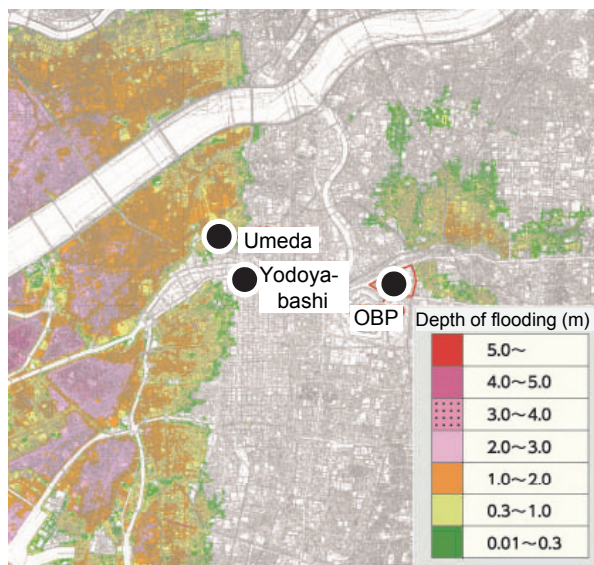 Umeda
Yodoya-
bashi
OBP
Depth of flooding (m)
5.0～
4.0～5.0
3.0～4.0
2.0～3.0
1.0～2.0
0.3～1.0
0.01～0.3